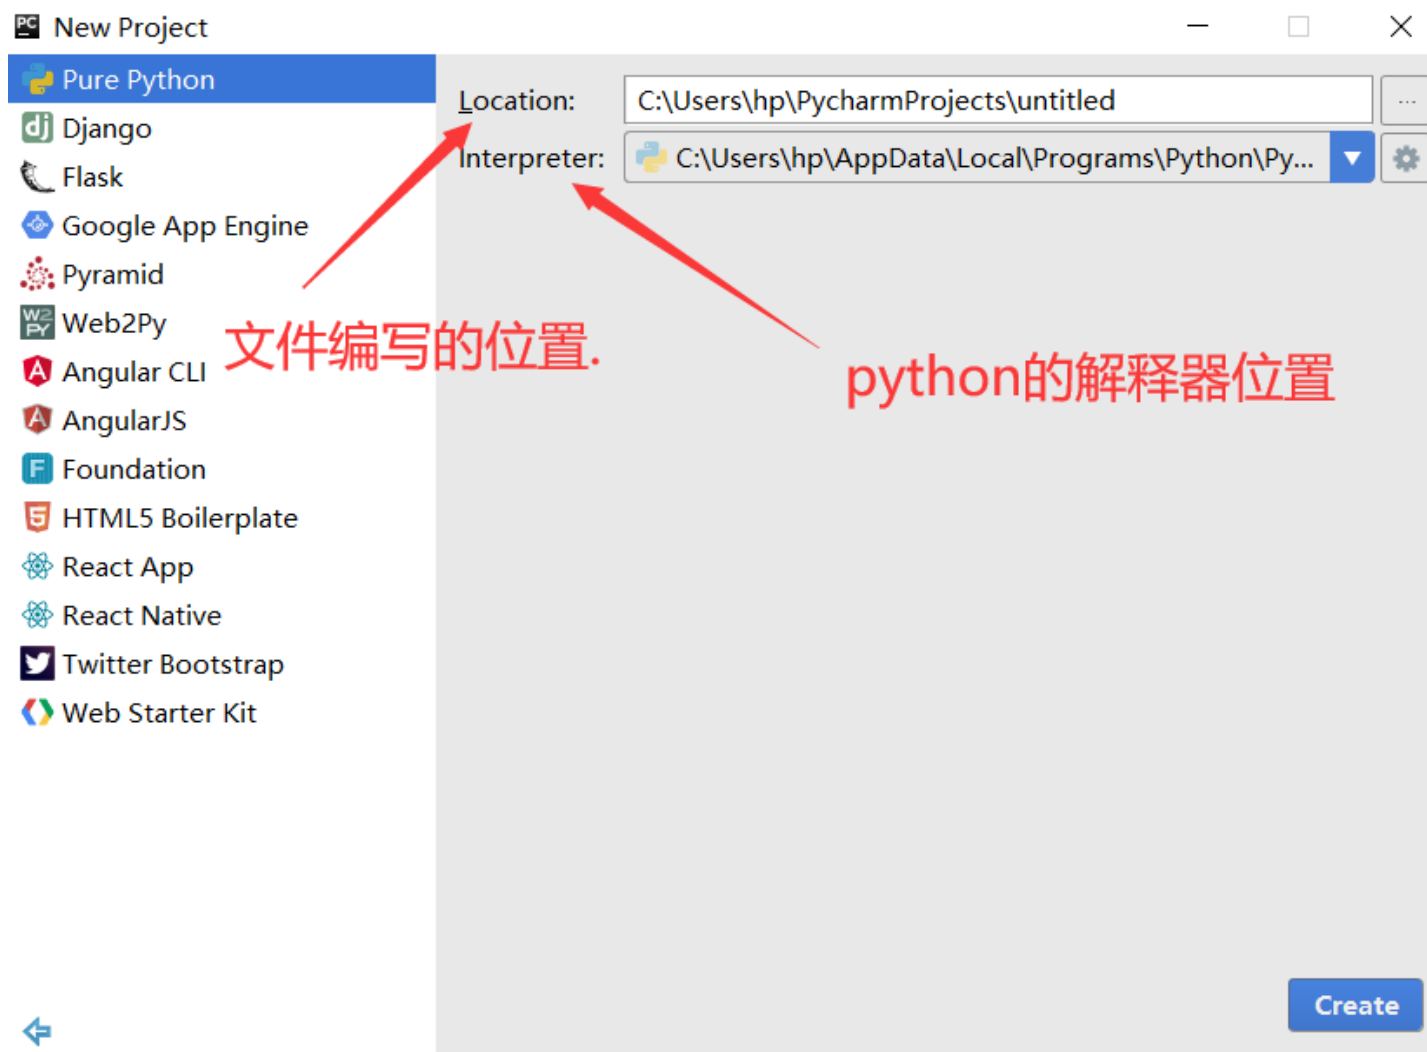 New Project
Pure Python
Django
Flask
Google App Engine
Pyramid
Web2Py
Angular CLI
AngularJS
Foundation
HTML5 Boilerplate
React App
React Native
Twitter Bootstrap
Web Starter Kit
Location: C:\Users\hp\PycharmProjects\untitled ...
Interpreter: C:\Users\hp\AppData\Local\Programs\Python\Py...
文件编写的位置.
python的解释器位置
Create